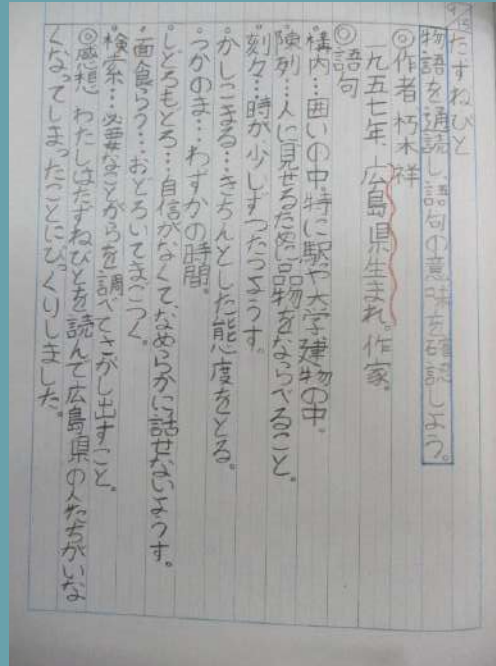 9/15
たずねびと
物語を通読し、語句の意味を確認しよう。
◎作者 朽木祥
一九五七年、広島県生まれ。作家。
◎語句
構内…囲いの中。特に駅や大学、建物の中。
陳列…人に見せるために品物をならべること。
刻々…時が少しずつたつようす。
かしこまる…きちんとした態度をとる。
つかのま…わずかの時間。
しどろもどろ…自信がなくて、なめらかに話せないようす。
面食らう…おどろいてまごつく。
検索…必要なことがらを調べてさがし出すこと。
◎感想 わたしはたずねびとを読んで広島県の人たちがいな
くなってしまったことにびっくりしました。